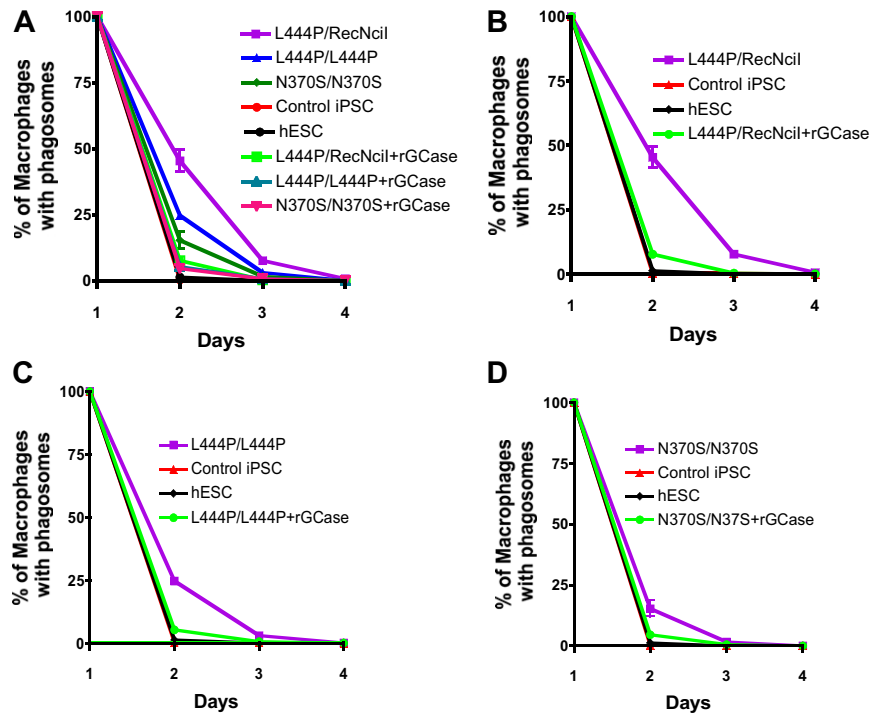 A
% of Macrophages
with phagosomes
100
75
50
25
0
1
2
3
4
Days
L444P/RecNciI
L444P/L444P
N370S/N370S
Control iPSC
hESC
L444P/RecNciI+rGCase
L444P/L444P+rGCase
N370S/N370S+rGCase
B
% of Macrophages
with phagosomes
100
75
50
25
0
1
2
3
4
Days
L444P/RecNciI
Control iPSC
hESC
L444P/RecNciI+rGCase
C
% of Macrophages
with phagosomes
100
75
50
25
0
1
2
3
4
Days
L444P/L444P
Control iPSC
hESC
L444P/L444P+rGCase
D
% of Macrophages
with phagosomes
100
75
50
25
0
1
2
3
4
Days
N370S/N370S
Control iPSC
hESC
N370S/N37S+rGCase